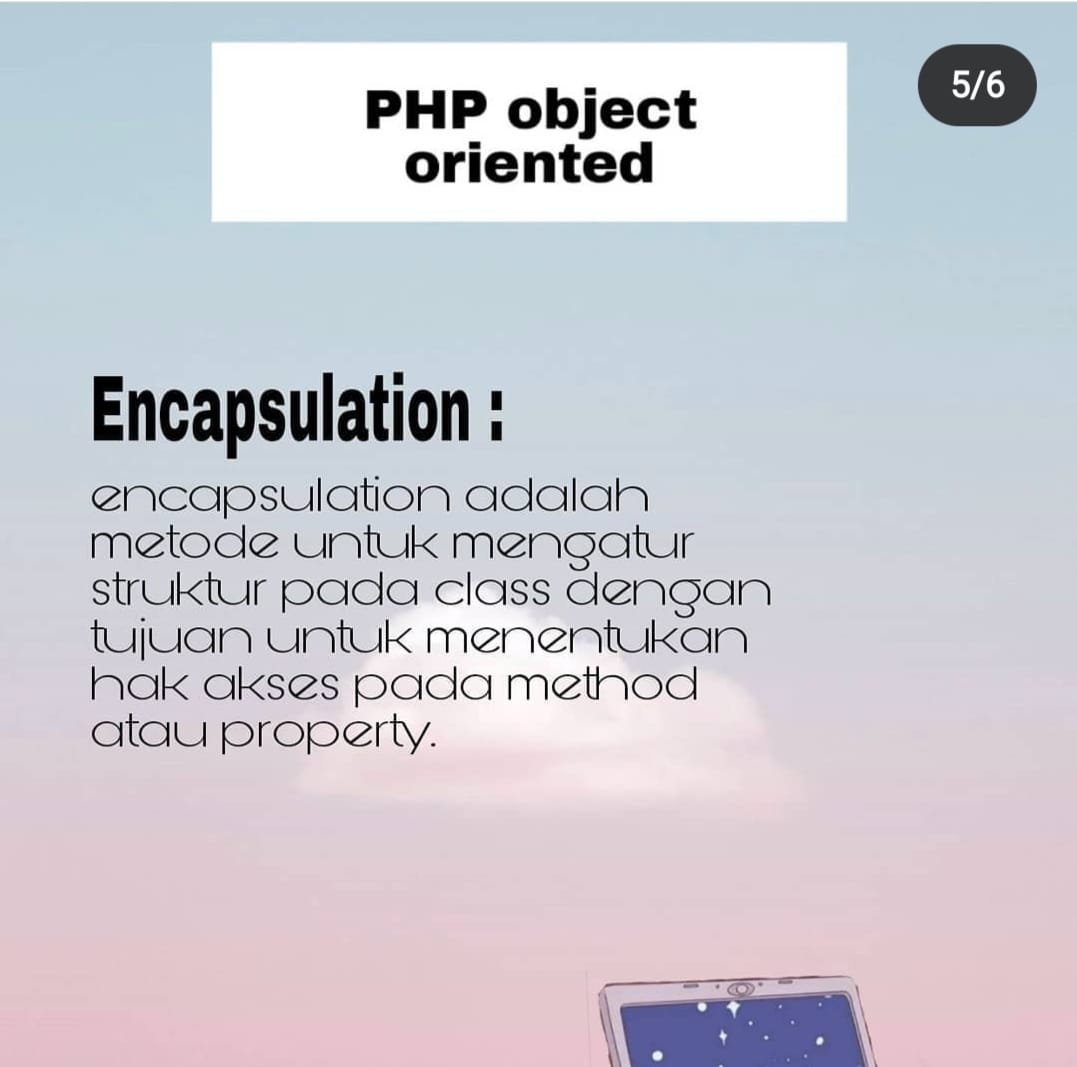 PHP object
oriented
5/6
Encapsulation :
encapsulation adalah
metode untuk mengatur
struktur pada class dengan
tujuan untuk menentukan
hak akses pada method
atau property.